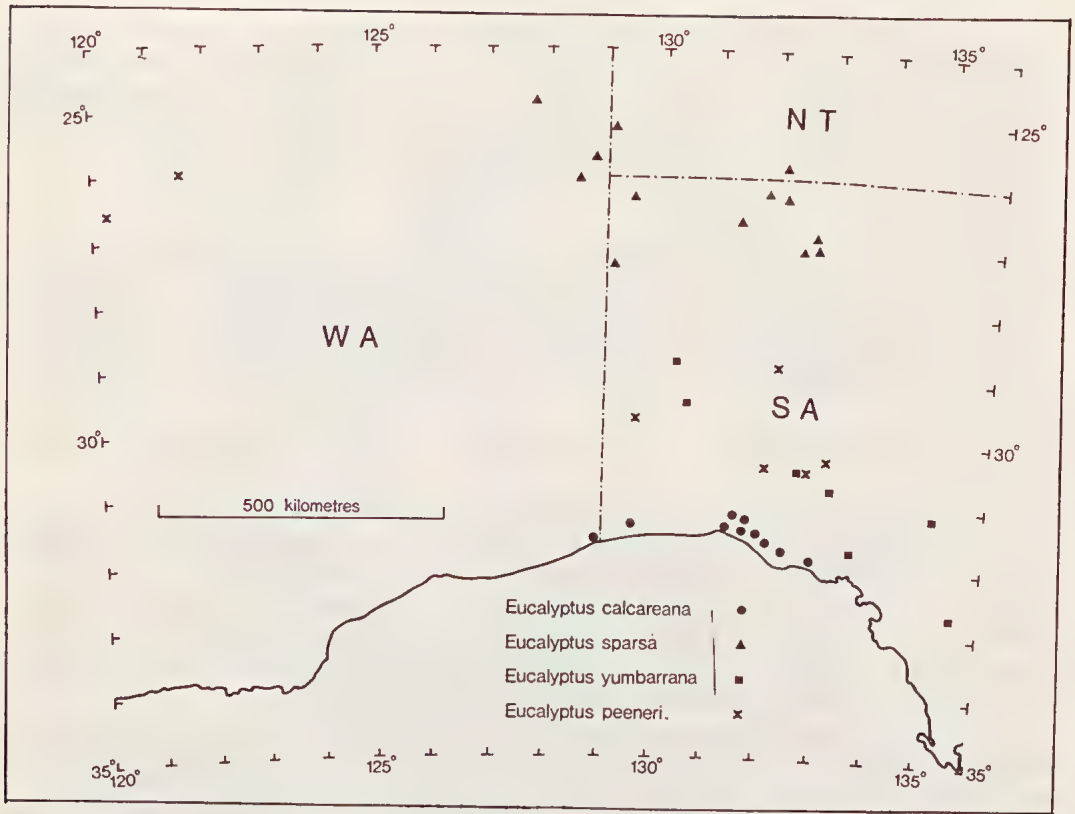 120°
125°
130°
135°
25°
25°
N T
W A
S A
30°
30°
500 kilometres
Eucalyptus calcareana
Eucalyptus sparsa
Eucalyptus yumbarrana
Eucalyptus peeneri.
35°
120°
125°
130°
135°
35°